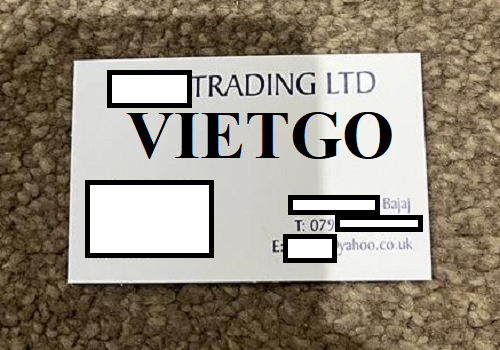 TRADING LTD
VIETGO
Bajaj
T: 079
E: yahoo.co.uk